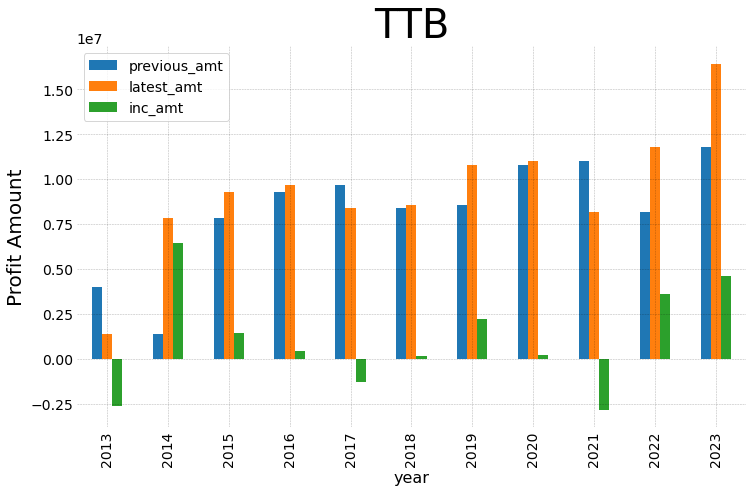 TTB
1e7
previous_amt
latest_amt
inc_amt
1.50
1.25
1.00
0.75
0.50
0.25
0.00
−0.25
Profit Amount
2013 2014 2015 2016 2017 2018 2019 2020 2021 2022 2023
year